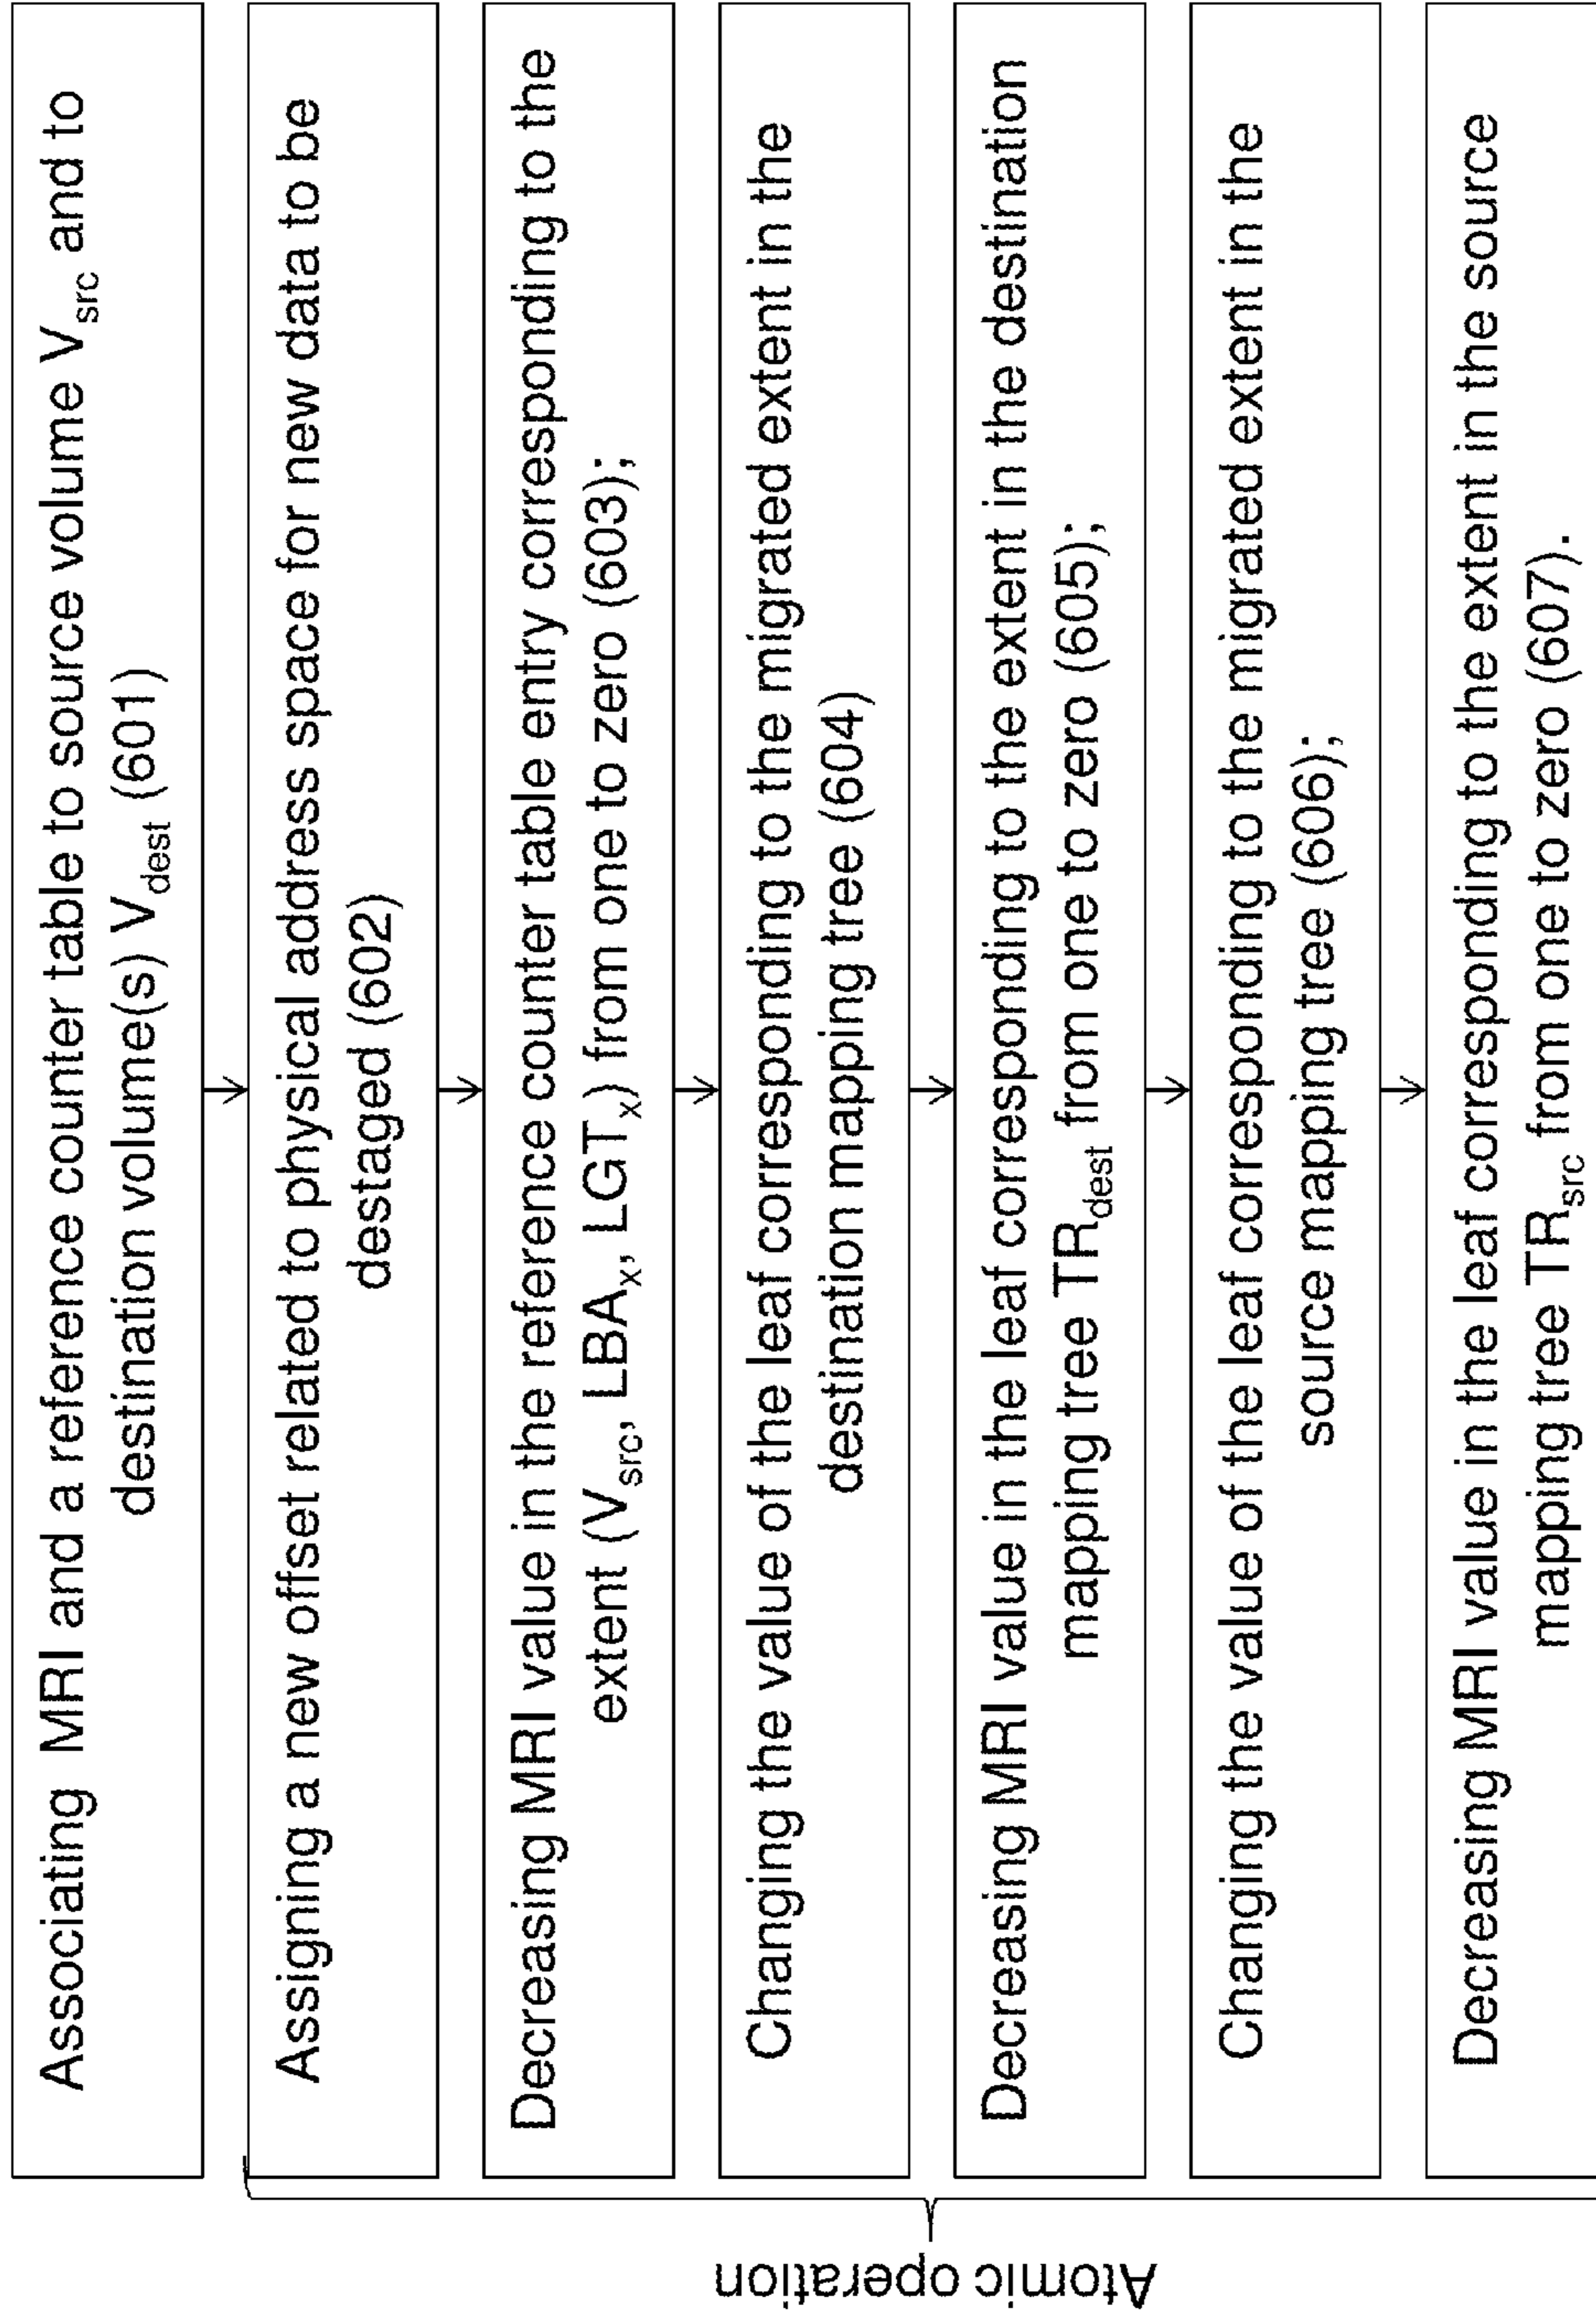 Associating MRI and a reference counter table to source volume Vsrc and to
destination volume(s) Vdest (601)
Assigning a new offset related to physical address space for new data to be
destaged (602)
Decreasing MRI value in the reference counter table entry corresponding to the
extent (Vsrc, LBAx, LGTx) from one to zero (603);
Changing the value of the leaf corresponding to the migrated extent in the
destination mapping tree (604)
Decreasing MRI value in the leaf corresponding to the extent in the destination
mapping tree TRdest from one to zero (605);
Changing the value of the leaf corresponding to the migrated extent in the
source mapping tree (606);
Decreasing MRI value in the leaf corresponding to the extent in the source
mapping tree TRsrc from one to zero (607).
Atomic operation